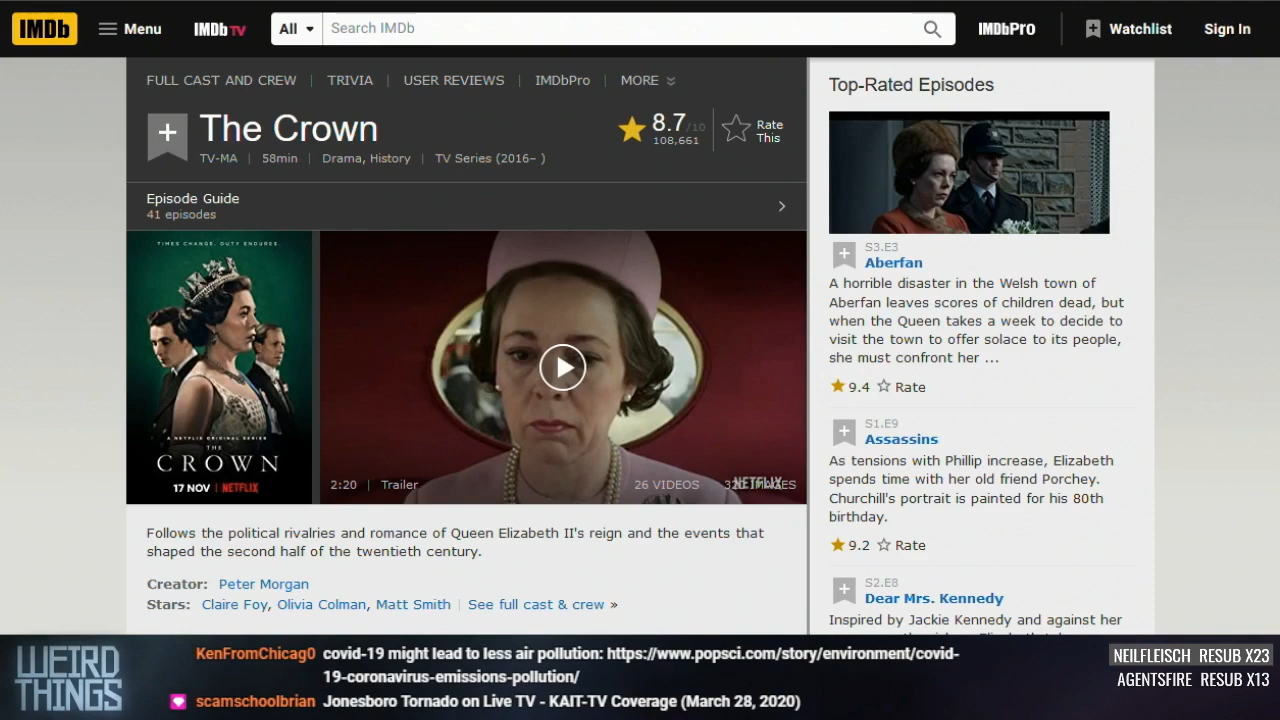 IMDb
Menu
IMDb TV
All
Search IMDb
IMDbPro
Watchlist
Sign In
FULL CAST AND CREW
TRIVIA
USER REVIEWS
IMDbPro
MORE
The Crown
8.7/10
108,661
Rate This
TV-MA | 58min | Drama, History | TV Series (2016– )
Episode Guide
41 episodes
TIMES CHANGE. DUTY ENDURES.
A NETFLIX ORIGINAL SERIES
THE
CROWN
17 NOV | NETFLIX
2:20 | Trailer
26 VIDEOS
NETFLIX
Follows the political rivalries and romance of Queen Elizabeth II's reign and the events that
shaped the second half of the twentieth century.
Creator: Peter Morgan
Stars: Claire Foy, Olivia Colman, Matt Smith | See full cast & crew »
Top-Rated Episodes
S3.E3
Aberfan
A horrible disaster in the Welsh town of
Aberfan leaves scores of children dead, but
when the Queen takes a week to decide to
visit the town to offer solace to its people,
she must confront her ...
9.4 Rate
S1.E9
Assassins
As tensions with Phillip increase, Elizabeth
spends time with her old friend Porchey.
Churchill's portrait is painted for his 80th
birthday.
9.2 Rate
S2.E8
Dear Mrs. Kennedy
Inspired by Jackie Kennedy and against her
WEIRD
THINGS
KenFromChicag0 covid-19 might lead to less air pollution: https://www.popsci.com/story/environment/covid-
19-coronavirus-emissions-pollution/
scamschoolbrian Jonesboro Tornado on Live TV - KAIT-TV Coverage (March 28, 2020)
NEILFLEISCH RESUB X23
AGENTSFIRE RESUB X13